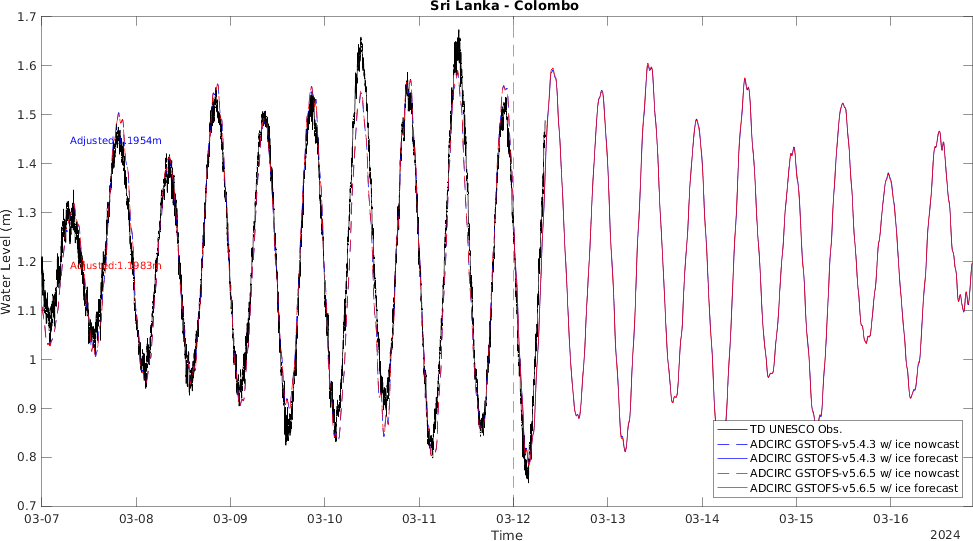 Sri Lanka - Colombo
1.7
1.6
1.5
1.4
1.3
1.2
1.1
1
0.9
0.8
0.7
Water Level (m)
Adjusted:1.1954m
Adjusted:1.1983m
TD UNESCO Obs.
ADCIRC GSTOFS-v5.4.3 w/ ice nowcast
ADCIRC GSTOFS-v5.4.3 w/ ice forecast
ADCIRC GSTOFS-v5.6.5 w/ ice nowcast
ADCIRC GSTOFS-v5.6.5 w/ ice forecast
03-07 03-08 03-09 03-10 03-11 03-12 03-13 03-14 03-15 03-16
Time
2024